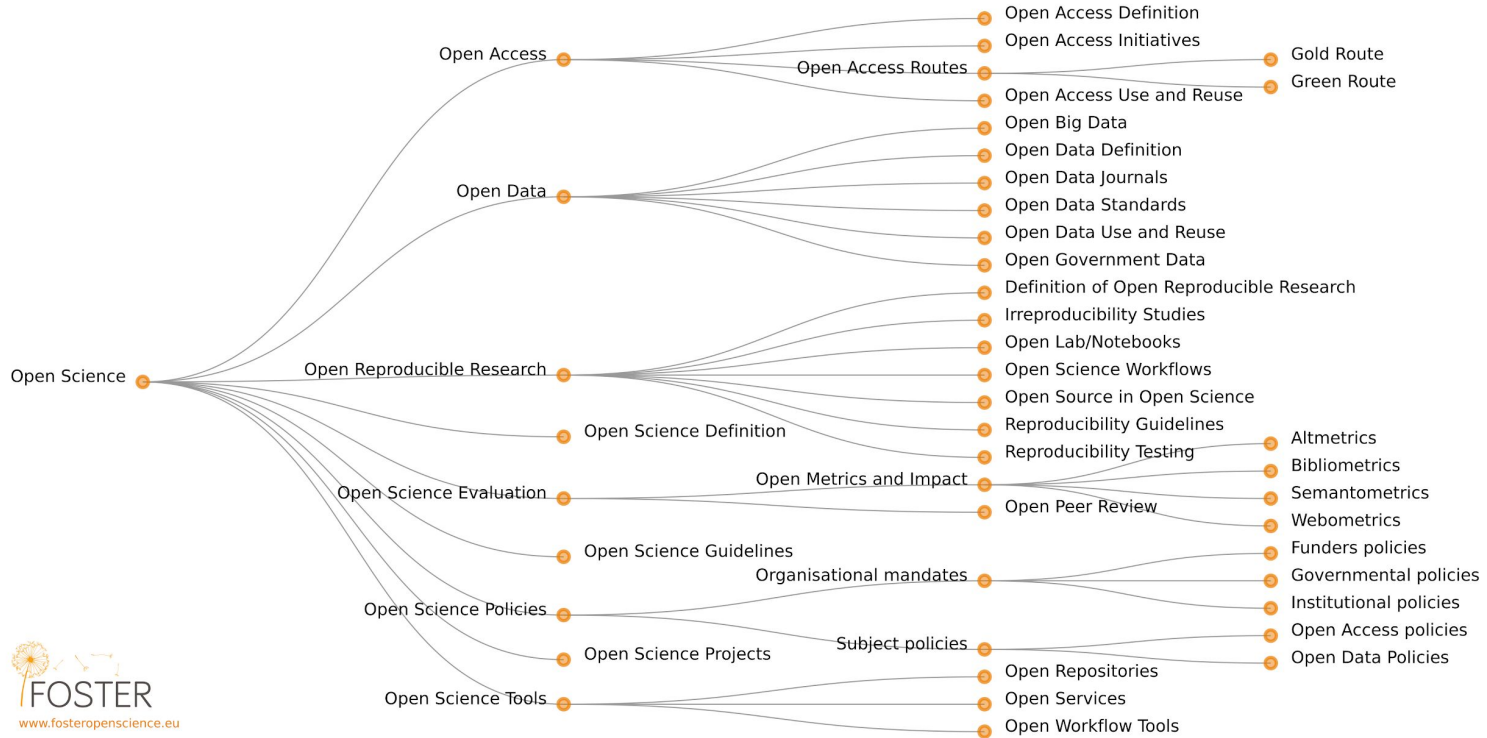 Open Science
Open Access
Open Access Definition
Open Access Initiatives
Open Access Routes
Gold Route
Green Route
Open Access Use and Reuse
Open Data
Open Big Data
Open Data Definition
Open Data Journals
Open Data Standards
Open Data Use and Reuse
Open Government Data
Open Reproducible Research
Definition of Open Reproducible Research
Irreproducibility Studies
Open Lab/Notebooks
Open Science Workflows
Open Source in Open Science
Reproducibility Guidelines
Reproducibility Testing
Open Science Definition
Open Science Evaluation
Open Metrics and Impact
Altmetrics
Bibliometrics
Semantometrics
Webometrics
Open Peer Review
Open Science Guidelines
Open Science Policies
Organisational mandates
Funders policies
Governmental policies
Institutional policies
Subject policies
Open Access policies
Open Data Policies
Open Science Projects
Open Science Tools
Open Repositories
Open Services
Open Workflow Tools
FOSTER
www.fosteropenscience.eu